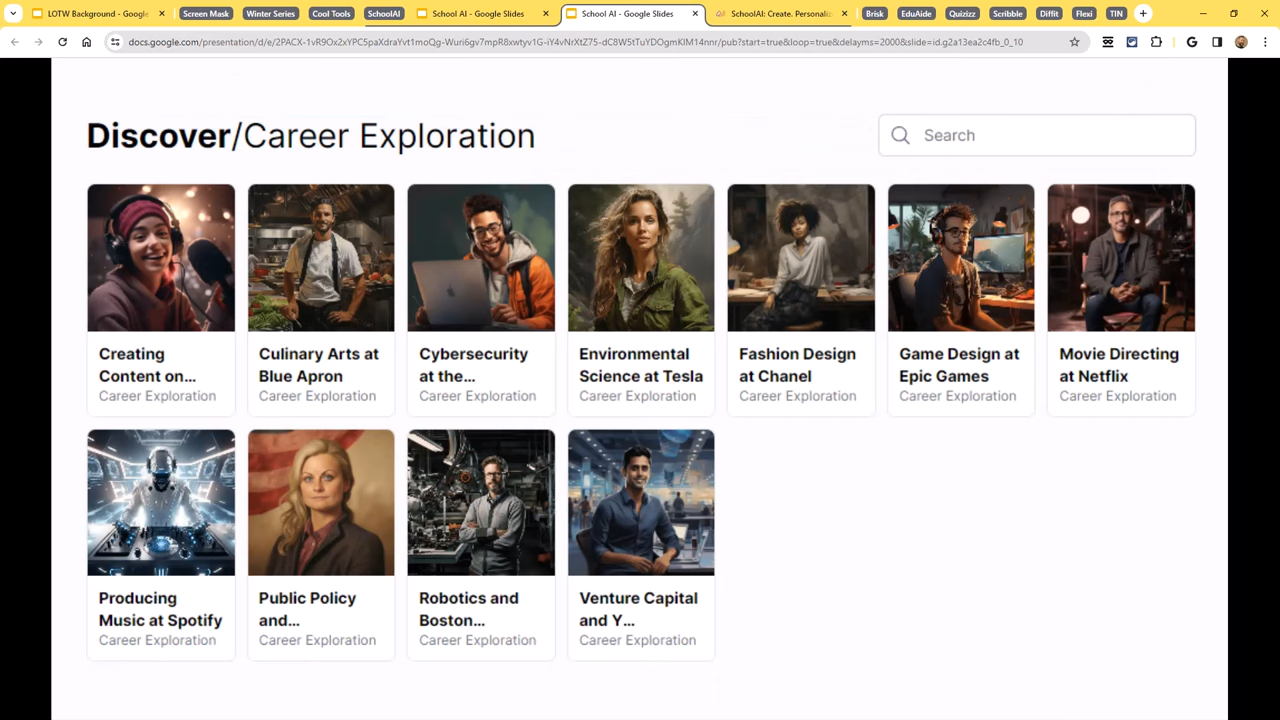 LOTW Background - Google
Screen Mask
Winter Series
Cool Tools
SchoolAI
School AI - Google Slides
School AI - Google Slides
SchoolAI: Create. Personaliz
Brisk
EduAide
Quizizz
Scribble
Diffit
Flexi
TIN
docs.google.com/presentation/d/e/2PACX-1vR9Ox2xYPC5paXdraYvt1moQg-Wuri6gv7mpR8xwtyv1G-iY4vNrXtZ75-dC8W5tTuYDOgmKIM14nnr/pub?start=true&loop=true&delayms=2000&slide=id.g2a13ea2c4fb_0_10
Discover/Career Exploration
Search
Creating
Content on...
Career Exploration
Culinary Arts at
Blue Apron
Career Exploration
Cybersecurity
at the...
Career Exploration
Environmental
Science at Tesla
Career Exploration
Fashion Design
at Chanel
Career Exploration
Game Design at
Epic Games
Career Exploration
Movie Directing
at Netflix
Career Exploration
Producing
Music at Spotify
Career Exploration
Public Policy
and...
Career Exploration
Robotics and
Boston...
Career Exploration
Venture Capital
and Y...
Career Exploration